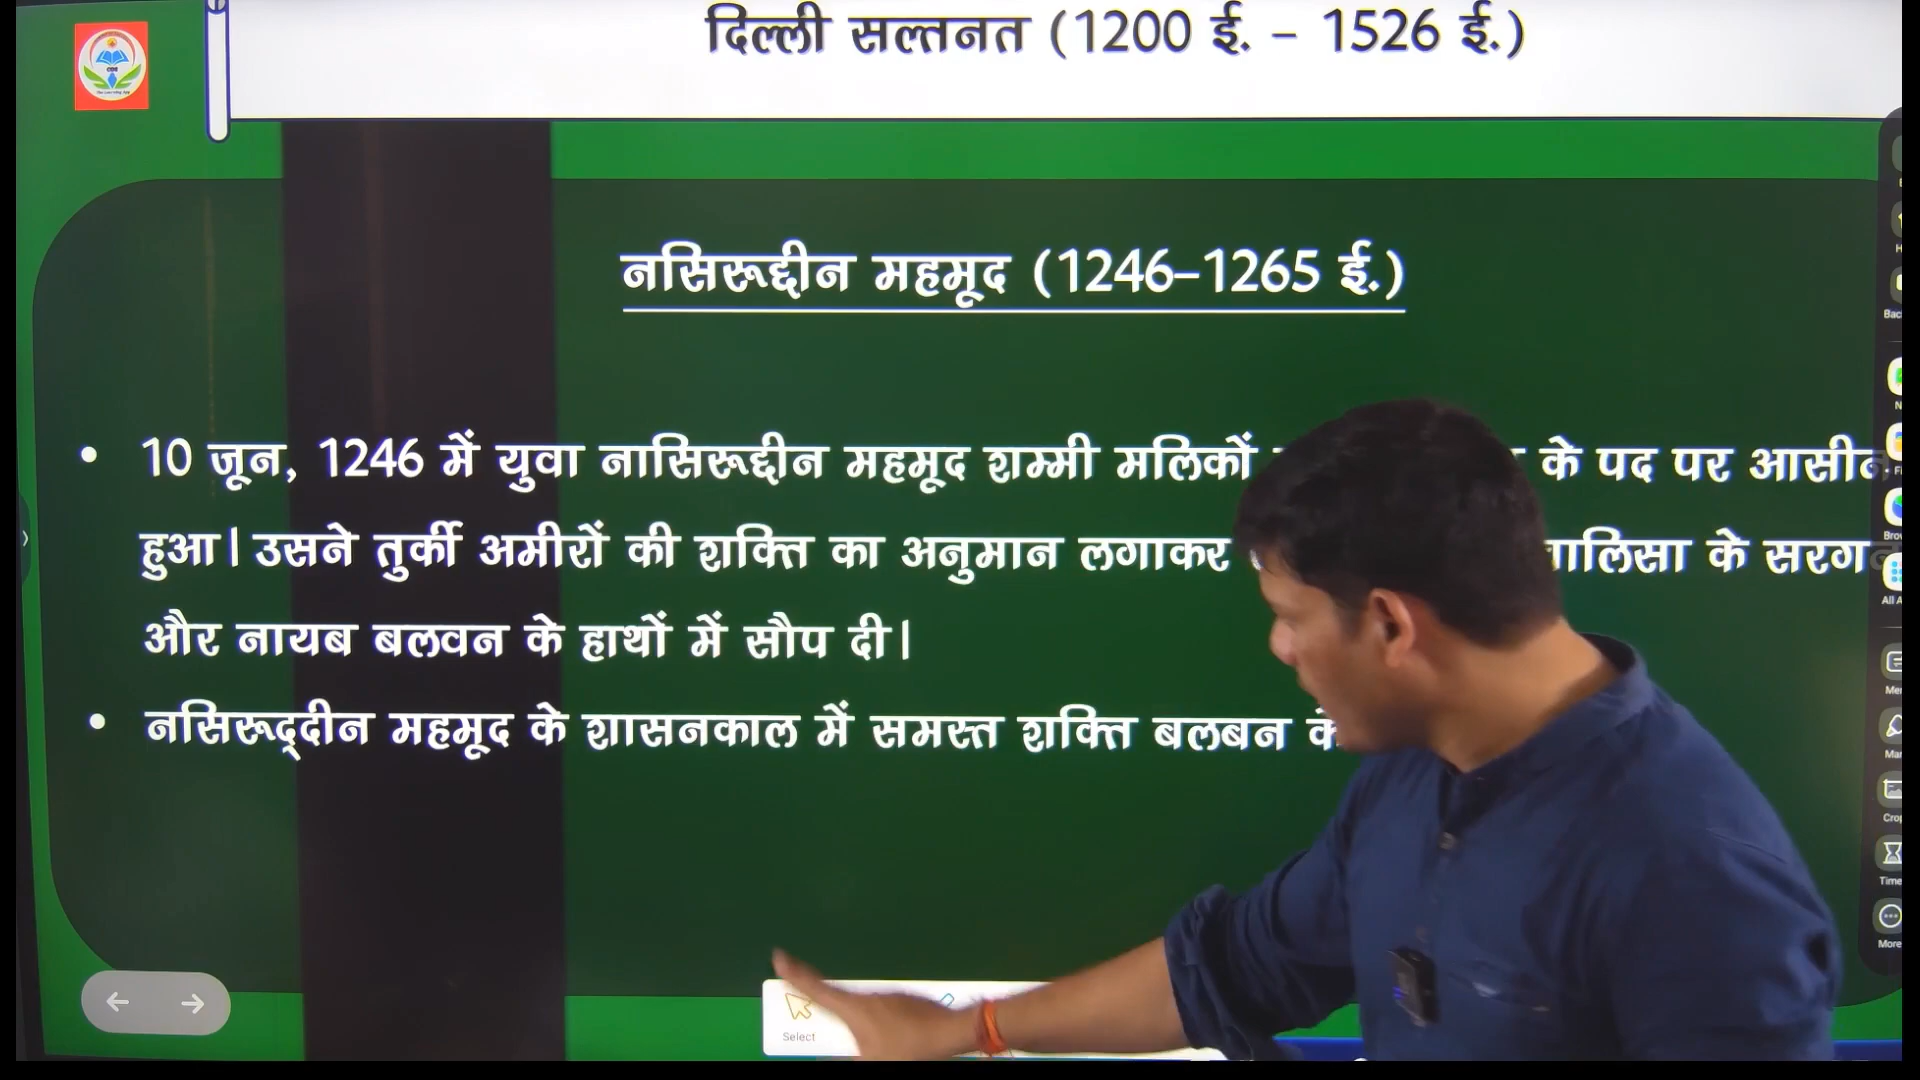 दिल्ली सल्तनत (1200 ई. – 1526 ई.)
नसिरूद्दीन महमूद (1246–1265 ई.)
• 10 जून, 1246 में युवा नासिरूद्दीन महमूद शम्मी मलिकों के पद पर आसीन
हुआ। उसने तुर्की अमीरों की शक्ति का अनुमान लगाकर के
और नायब बलवन के हाथों में सौप दी।
• नसिरूद्‌दीन महमूद के शासनकाल में समस्त शक्ति बलबन
Select
More